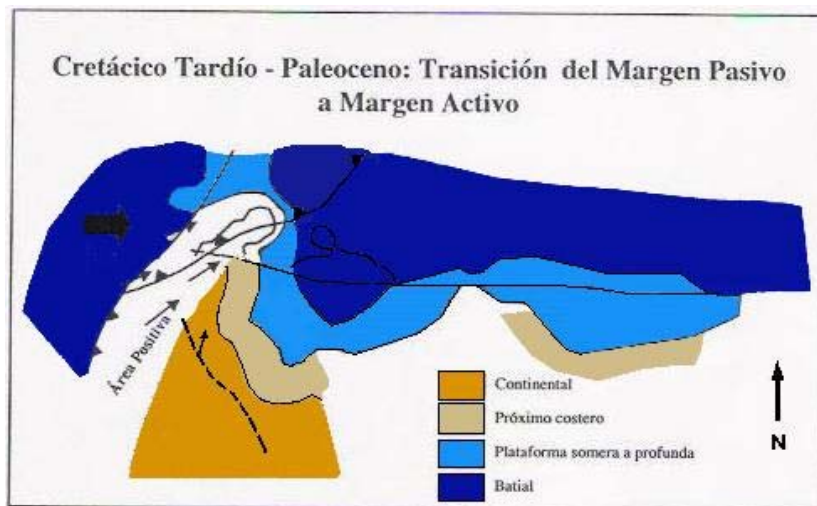 Cretácico Tardío - Paleoceno: Transición del Margen Pasivo
a Margen Activo
Área Positiva
Continental
Próximo costero
Plataforma somera a profunda
Batial
N